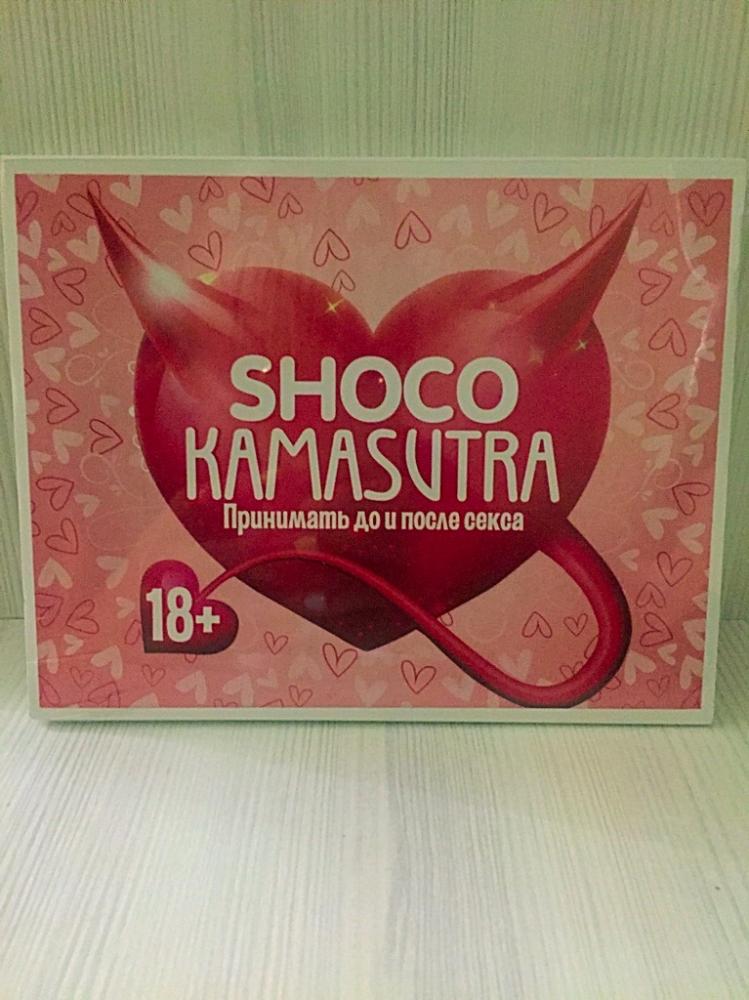 SHOCO
KAMASUTRA
Принимать до и после секса
18+